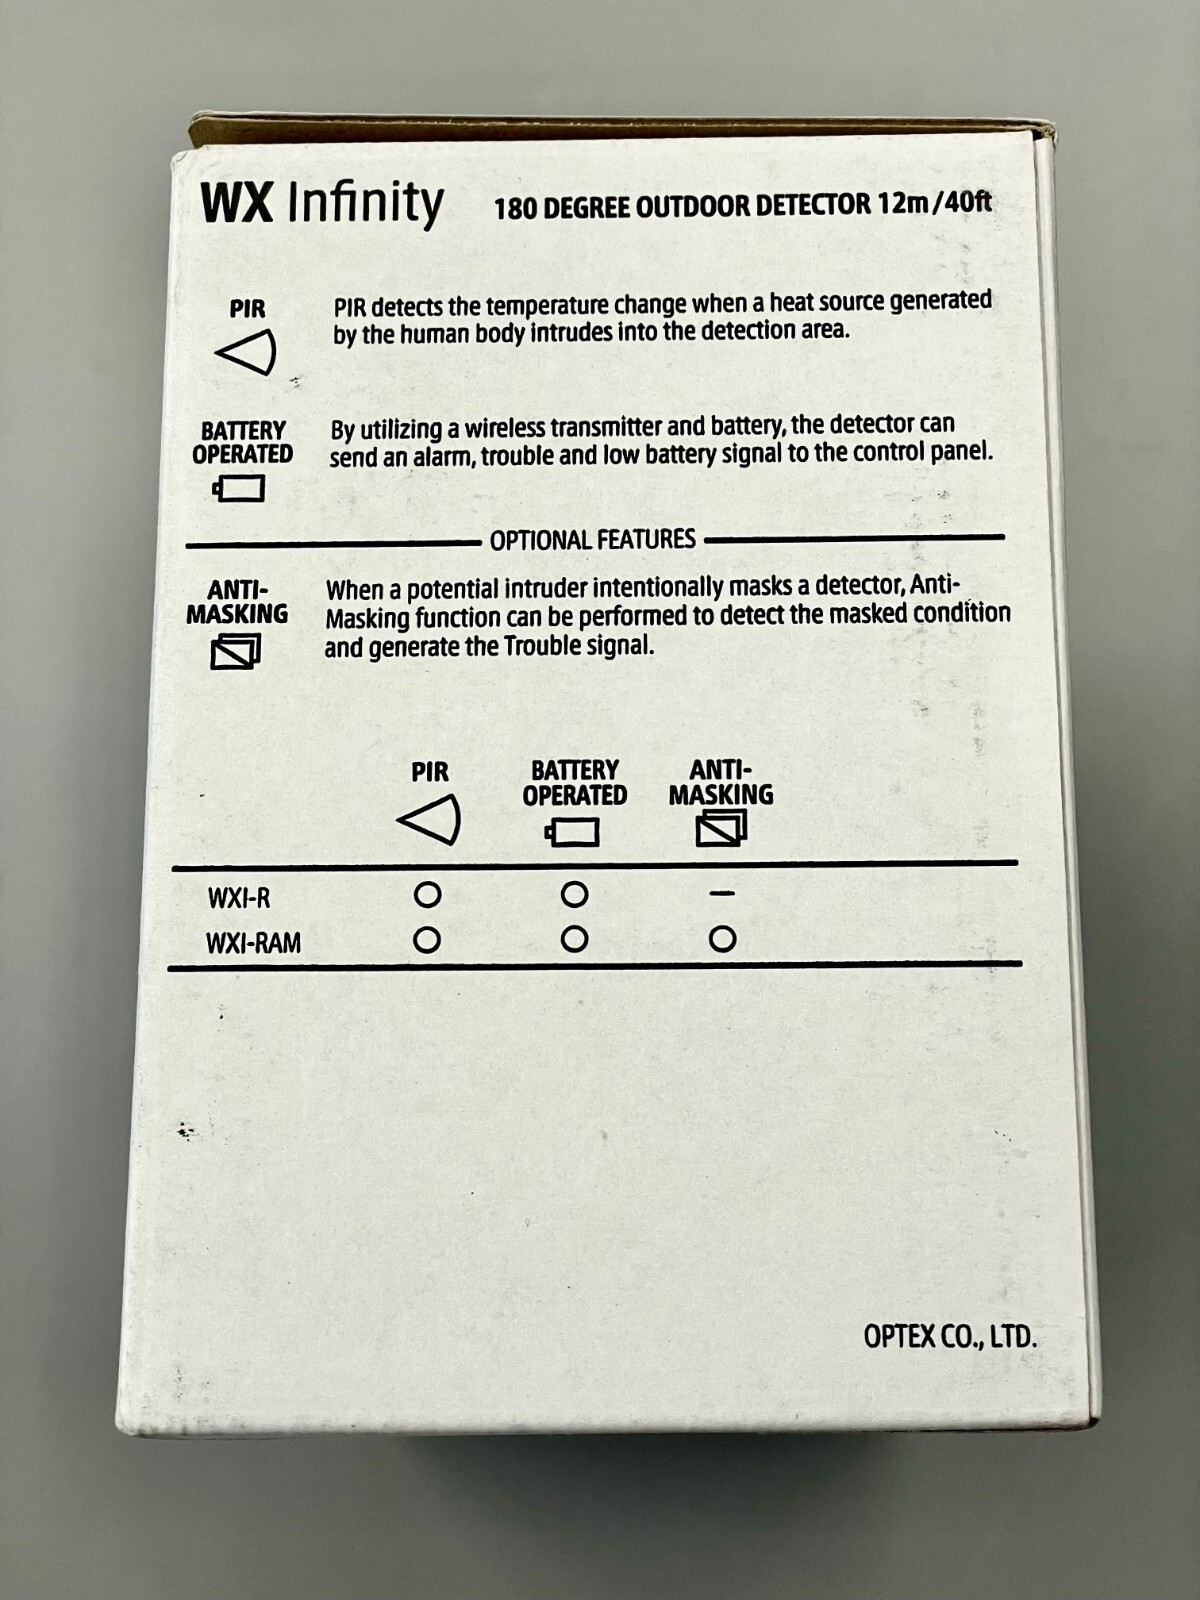 WX Infinity 180 DEGREE OUTDOOR DETECTOR 12m/40ft
PIR
PIR detects the temperature change when a heat source generated
by the human body intrudes into the detection area.
BATTERY
OPERATED
By utilizing a wireless transmitter and battery, the detector can
send an alarm, trouble and low battery signal to the control panel.
OPTIONAL FEATURES
ANTI-
MASKING
When a potential intruder intentionally masks a detector, Anti-
Masking function can be performed to detect the masked condition
and generate the Trouble signal.
PIR
BATTERY
OPERATED
ANTI-
MASKING
WXI-R ○ ○ –
WXI-RAM ○ ○ ○
OPTEX CO., LTD.